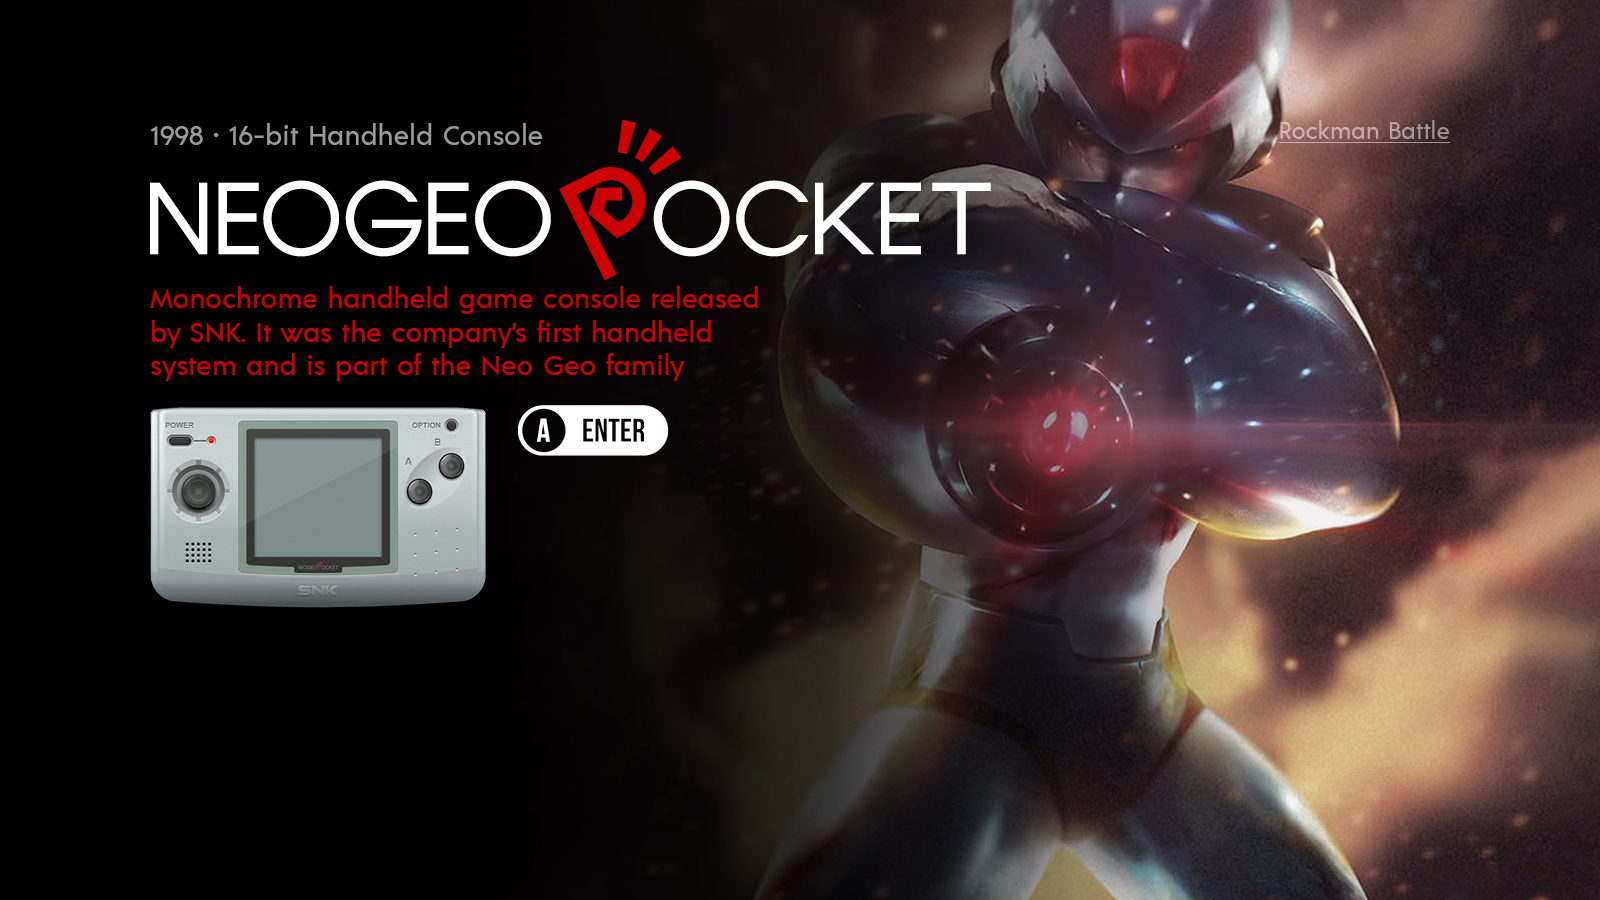 1998 · 16-bit Handheld Console
Rockman Battle
NEOGEO POCKET
Monochrome handheld game console released
by SNK. It was the company's first handheld
system and is part of the Neo Geo family
A ENTER
POWER
OPTION
B
A
NEOGEO POCKET
SNK